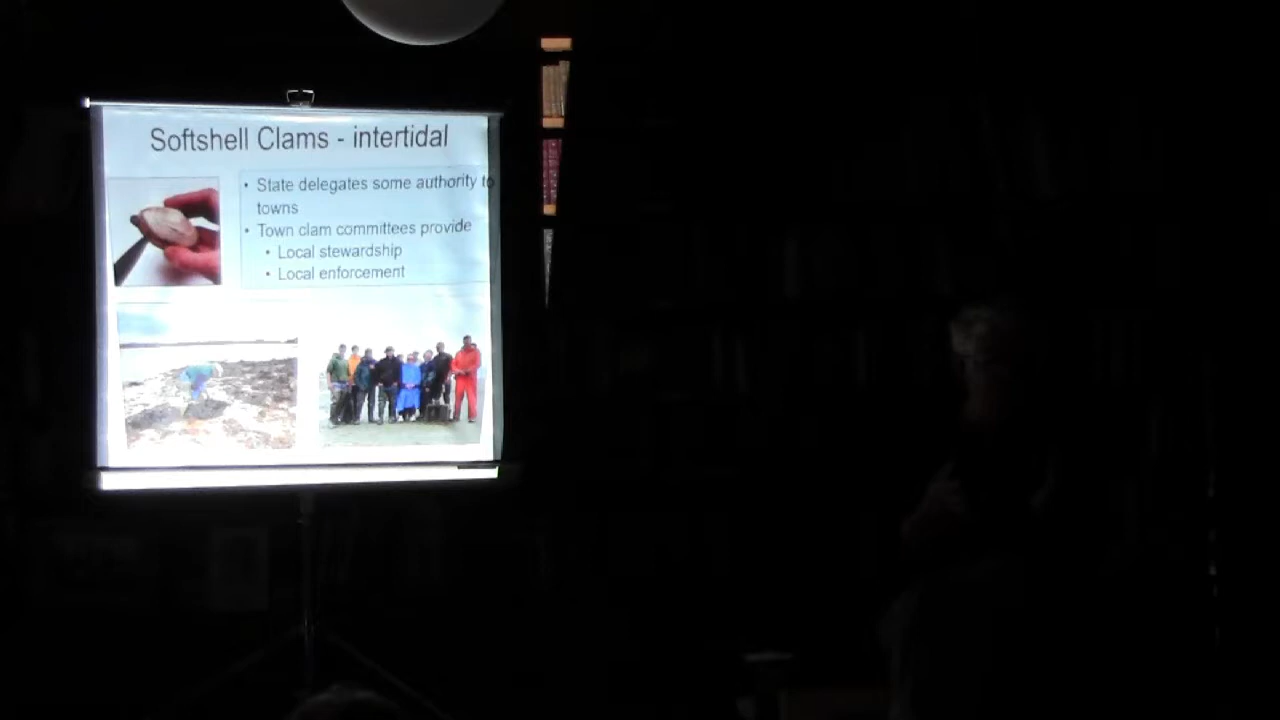 Softshell Clams - intertidal
• State delegates some authority to
towns
• Town clam committees provide
• Local stewardship
• Local enforcement